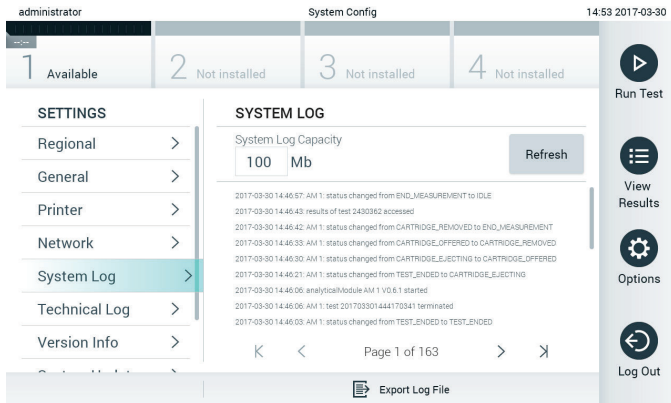 administrator System Config 14:53 2017-03-30
--:--
1 Available 2 Not installed 3 Not installed 4 Not installed
Run Test
SETTINGS
Regional
General
Printer
Network
System Log
Technical Log
Version Info
SYSTEM LOG
System Log Capacity
100 Mb
Refresh
2017-03-30 14:46:57: AM 1: status changed from END_MEASUREMENT to IDLE
2017-03-30 14:46:43: results of test 2430362 accessed
2017-03-30 14:46:42: AM 1: status changed from CARTRIDGE_REMOVED to END_MEASUREMENT
2017-03-30 14:46:33: AM 1: status changed from CARTRIDGE_OFFERED to CARTRIDGE_REMOVED
2017-03-30 14:46:30: AM 1: status changed from CARTRIDGE_EJECTING to CARTRIDGE_OFFERED
2017-03-30 14:46:21: AM 1: status changed from TEST_ENDED to CARTRIDGE_EJECTING
2017-03-30 14:46:06: analyticalModule AM 1 V0.6.1 started
2017-03-30 14:46:06: AM 1: test 201703301444170341 terminated
2017-03-30 14:46:03: AM 1: status changed from TEST_ENDED to TEST_ENDED
Page 1 of 163
Export Log File
View
Results
Options
Log Out